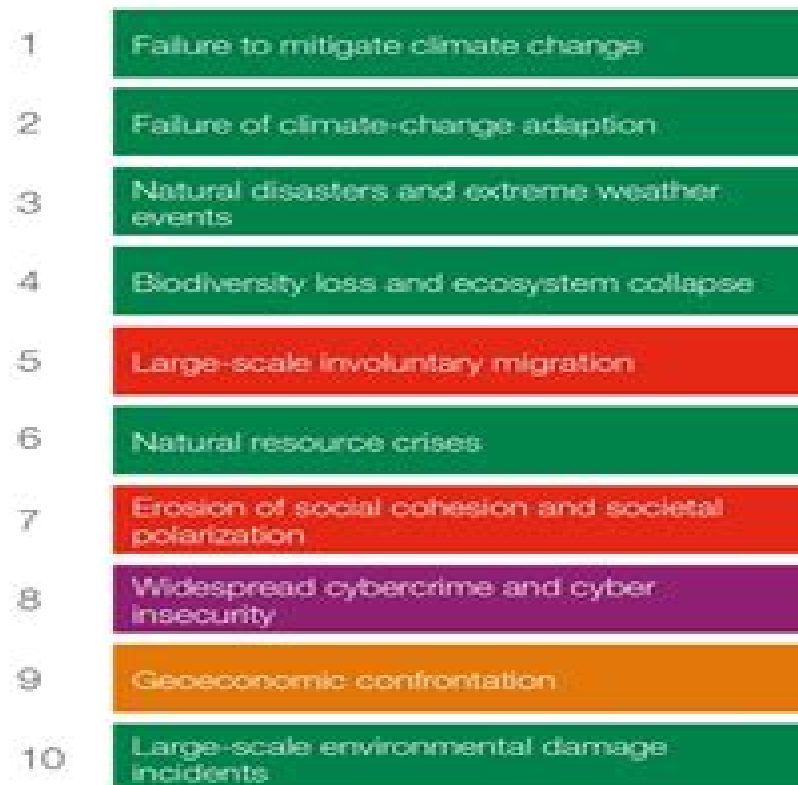 1
Failure to mitigate climate change
2
Failure of climate-change adaption
3
Natural disasters and extreme weather
events
4
Biodiversity loss and ecosystem collapse
5
Large-scale involuntary migration
6
Natural resource crises
7
Erosion of social cohesion and societal
polarization
8
Widespread cybercrime and cyber
insecurity
9
Geoeconomic confrontation
10
Large-scale environmental damage
incidents